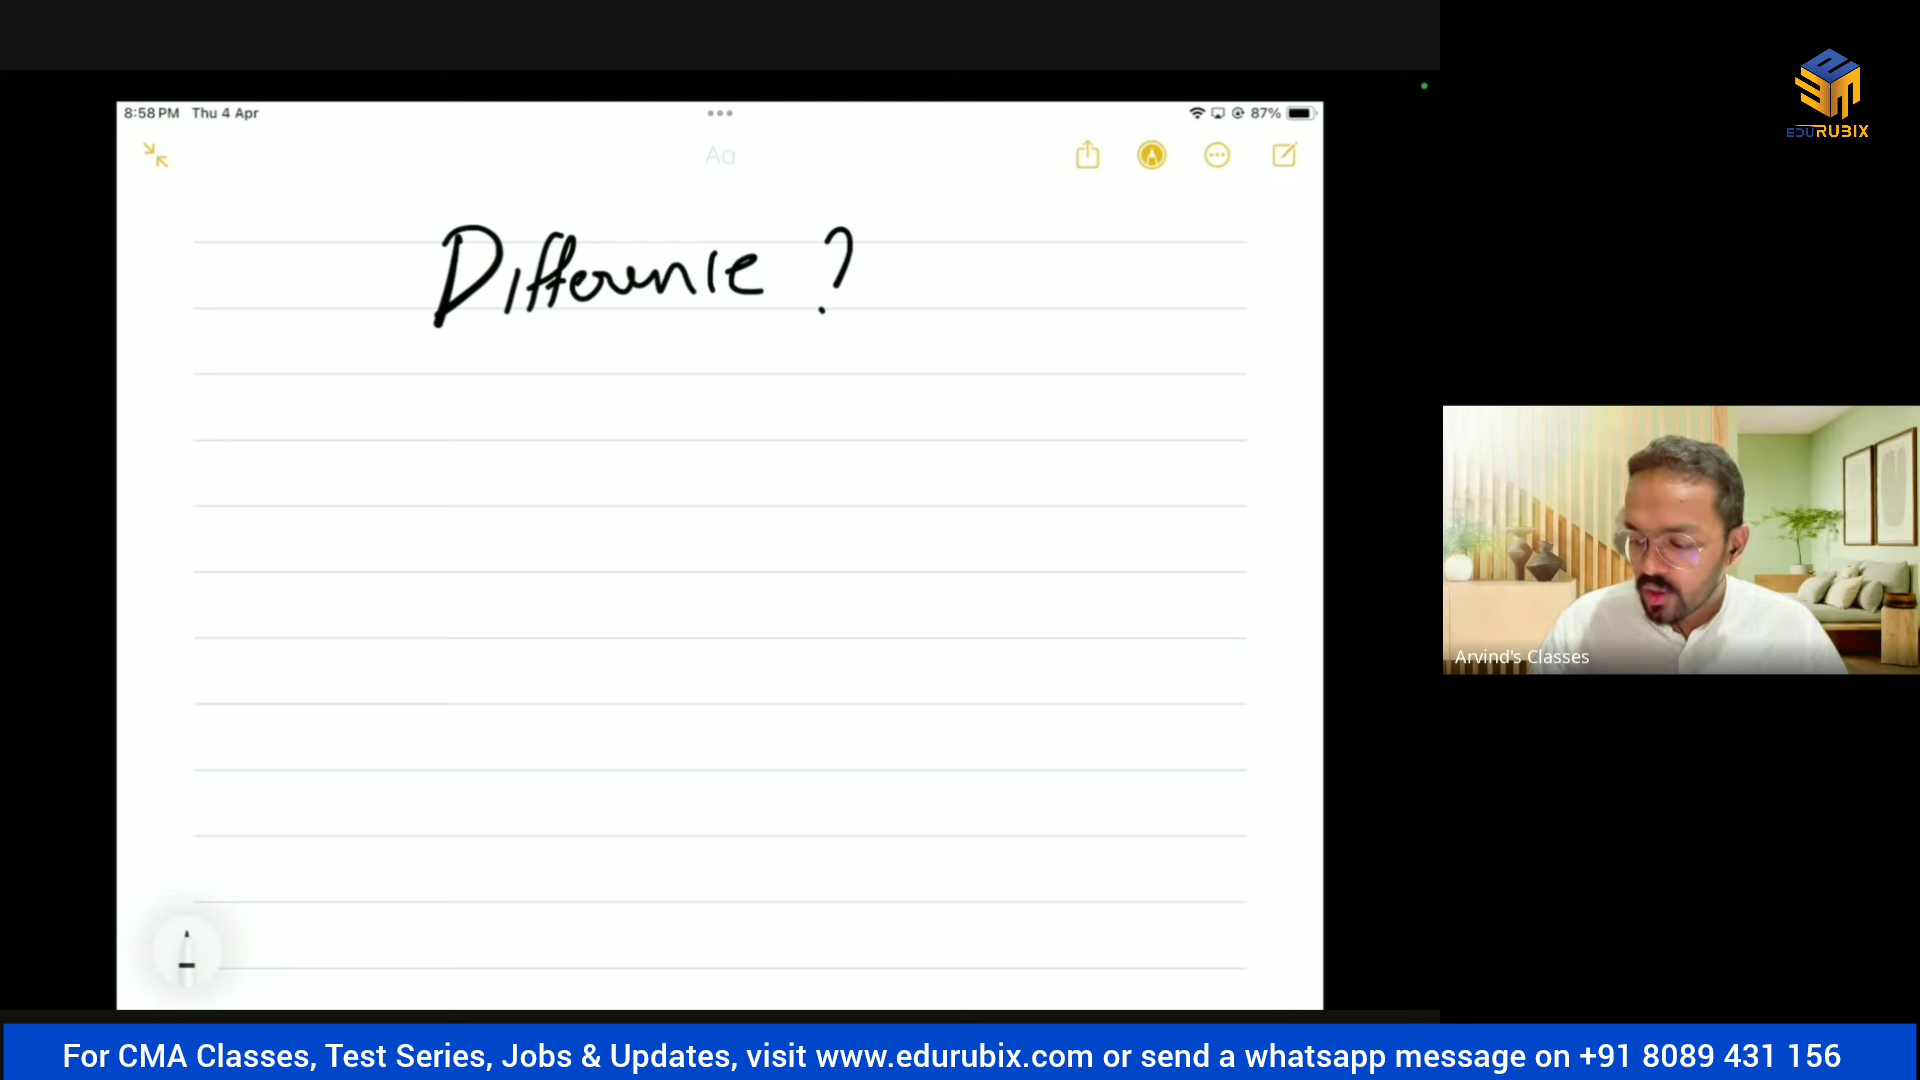 8:58 PM Thu 4 Apr
87%
Aa
Difference ?
EDURUBIX
Arvind's Classes
For CMA Classes, Test Series, Jobs & Updates, visit www.edurubix.com or send a whatsapp message on +91 8089 431 156